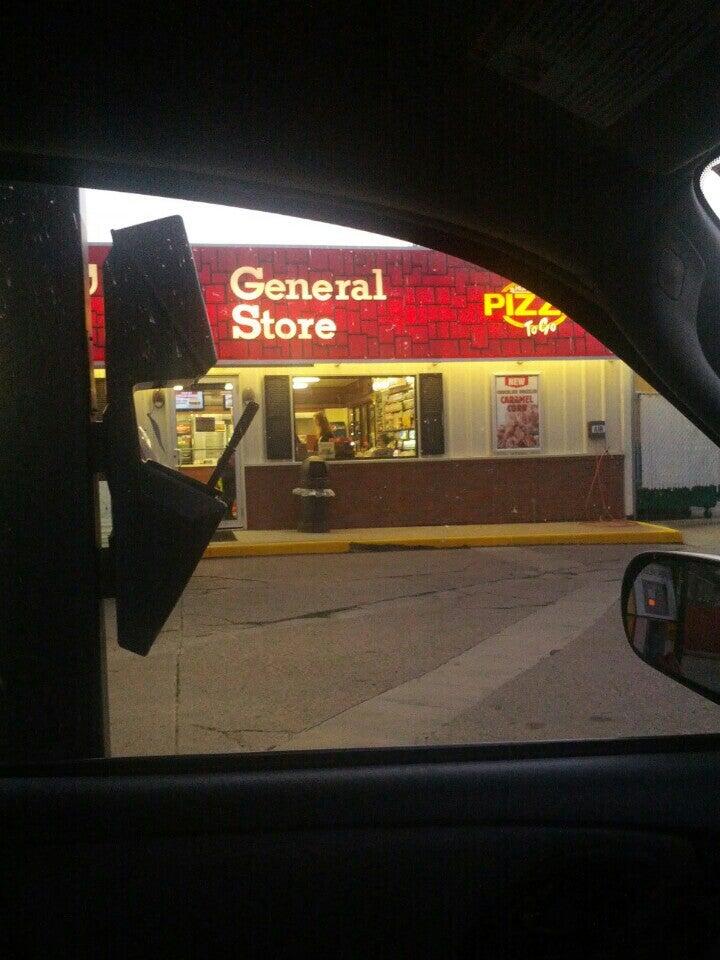 General
Store
PIZZ
To Go
NEW
CARAMEL
CORN